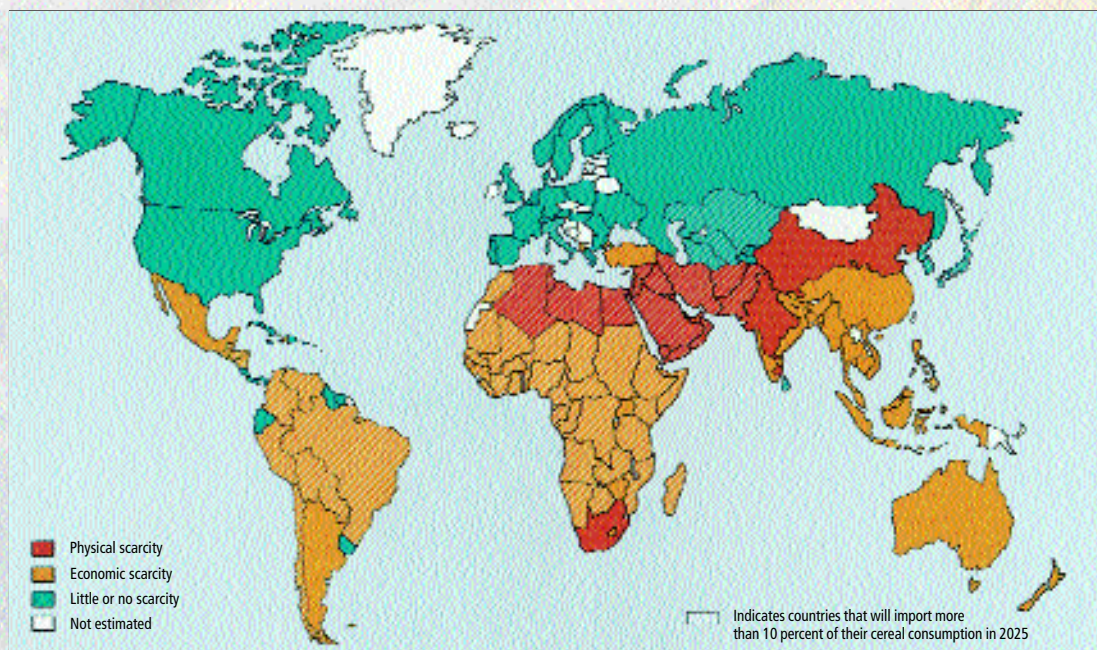 Physical scarcity
Economic scarcity
Little or no scarcity
Not estimated
Indicates countries that will import more
than 10 percent of their cereal consumption in 2025